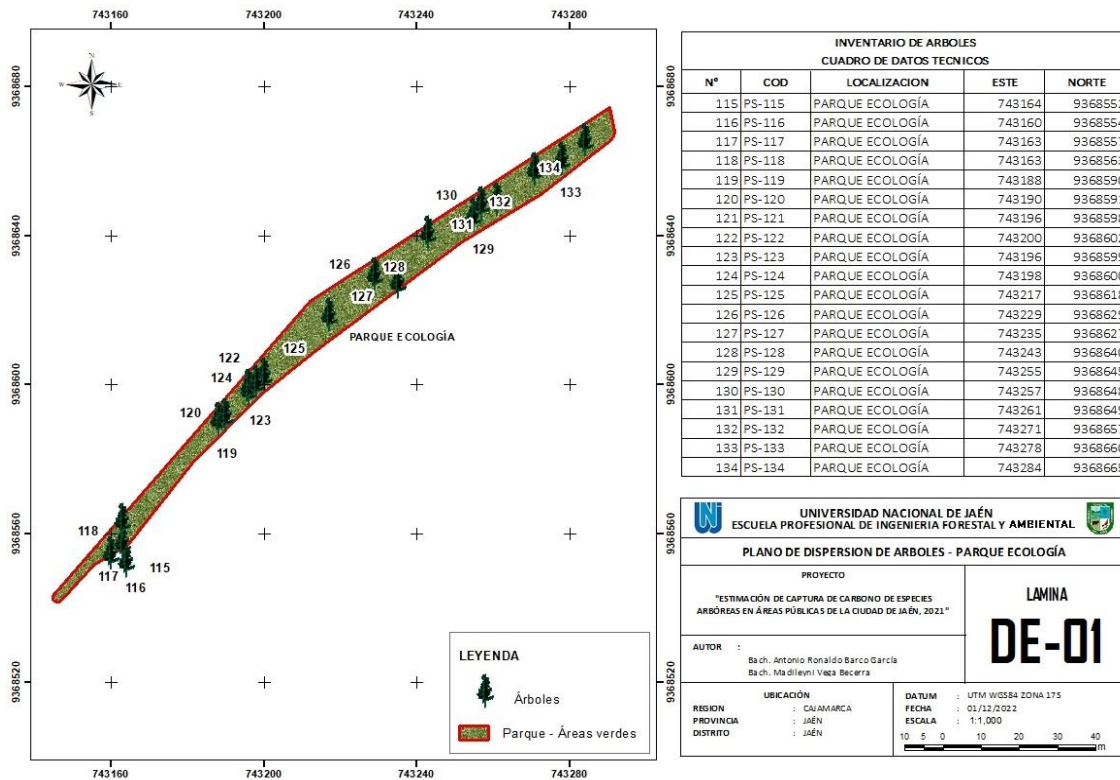 743160 743200 743240 743280
9368680
9368640
9368600
9368560
9368520
N
W E
S
134
133
130
132
131
129
126
128
127
PARQUE ECOLOGÍA
125
122
124
123
120
119
118
115
117
116
LEYENDA
Árboles
Parque - Áreas verdes
9368680
9368640
9368600
9368560
9368520
743160 743200 743240 743280
INVENTARIO DE ARBOLES
CUADRO DE DATOS TECNICOS
Nº COD LOCALIZACION ESTE NORTE
115 PS-115 PARQUE ECOLOGÍA 743164
116 PS-116 PARQUE ECOLOGÍA 743160
117 PS-117 PARQUE ECOLOGÍA 743163
118 PS-118 PARQUE ECOLOGÍA 743163
119 PS-119 PARQUE ECOLOGÍA 743188
120 PS-120 PARQUE ECOLOGÍA 743190
121 PS-121 PARQUE ECOLOGÍA 743196
122 PS-122 PARQUE ECOLOGÍA 743200
123 PS-123 PARQUE ECOLOGÍA 743196
124 PS-124 PARQUE ECOLOGÍA 743198
125 PS-125 PARQUE ECOLOGÍA 743217
126 PS-126 PARQUE ECOLOGÍA 743229
127 PS-127 PARQUE ECOLOGÍA 743235
128 PS-128 PARQUE ECOLOGÍA 743243
129 PS-129 PARQUE ECOLOGÍA 743255
130 PS-130 PARQUE ECOLOGÍA 743257
131 PS-131 PARQUE ECOLOGÍA 743261
132 PS-132 PARQUE ECOLOGÍA 743271
133 PS-133 PARQUE ECOLOGÍA 743278
134 PS-134 PARQUE ECOLOGÍA 743284
UNJ
UNIVERSIDAD NACIONAL DE JAÉN
ESCUELA PROFESIONAL DE INGENIERIA FORESTAL Y AMBIENTAL
PLANO DE DISPERSION DE ARBOLES - PARQUE ECOLOGÍA
PROYECTO
"ESTIMACIÓN DE CAPTURA DE CARBONO DE ESPECIES
ARBÓREAS EN ÁREAS PÚBLICAS DE LA CIUDAD DE JAÉN, 2021"
LAMINA
DE-01
AUTOR :
Bach. Antonio Ronaldo Barco García
Bach. Madileyni Vega Becerra
UBICACIÓN
REGION : CAJAMARCA
PROVINCIA : JAÉN
DISTRITO : JAÉN
DATUM : UTM WGS84 ZONA 17S
FECHA : 01/12/2022
ESCALA : 1:1,000
10 5 0 10 20 30 40
m